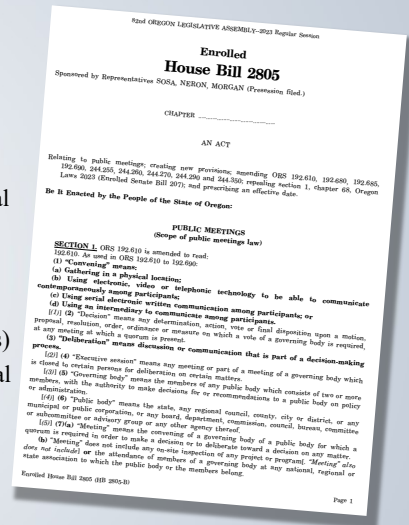 82nd OREGON LEGISLATIVE ASSEMBLY--2023 Regular Session
Enrolled
House Bill 2805
Sponsored by Representatives SOSA, NERON, MORGAN (Presession filed.)
CHAPTER
AN ACT
Relating to public meetings; creating new provisions; amending ORS 192.610, 192.680, 192.685,
192.690, 244.255, 244.260, 244.270, 244.290 and 244.350; repealing section 1, chapter 68, Oregon
Laws 2023 (Enrolled Senate Bill 207); and prescribing an effective date.
Be It Enacted by the People of the State of Oregon:
PUBLIC MEETINGS
(Scope of public meetings law)
SECTION 1. ORS 192.610 is amended to read:
192.610. As used in ORS 192.610 to 192.690:
(1) "Convening" means:
(a) Gathering in a physical location;
(b) Using electronic, video or telephonic technology to be able to communicate
contemporaneously among participants;
(c) Using serial electronic written communication among participants; or
(d) Using an intermediary to communicate among participants.
[(1)] (2) "Decision" means any determination, action, vote or final disposition upon a motion,
proposal, resolution, order, ordinance or measure on which a vote of a governing body is required,
at any meeting at which a quorum is present.
(3) "Deliberation" means discussion or communication that is part of a decision-making
process.
[(2)] (4) "Executive session" means any meeting or part of a meeting of a governing body which
is closed to certain persons for deliberation on certain matters.
[(3)] (5) "Governing body" means the members of any public body which consists of two or more
members, with the authority to make decisions for or recommendations to a public body on policy
or administration.
[(4)] (6) "Public body" means the state, any regional council, county, city or district, or any
municipal or public corporation, or any board, department, commission, council, bureau, committee
or subcommittee or advisory group or any other agency thereof.
[(5)] (7)(a) "Meeting" means the convening of a governing body of a public body for which a
quorum is required in order to make a decision or to deliberate toward a decision on any matter.
(b) "Meeting" does not include any on-site inspection of any project or program[. "Meeting" also
does not include] or the attendance of members of a governing body at any national, regional or
state association to which the public body or the members belong.
Enrolled House Bill 2805 (HB 2805-B)
Page 1